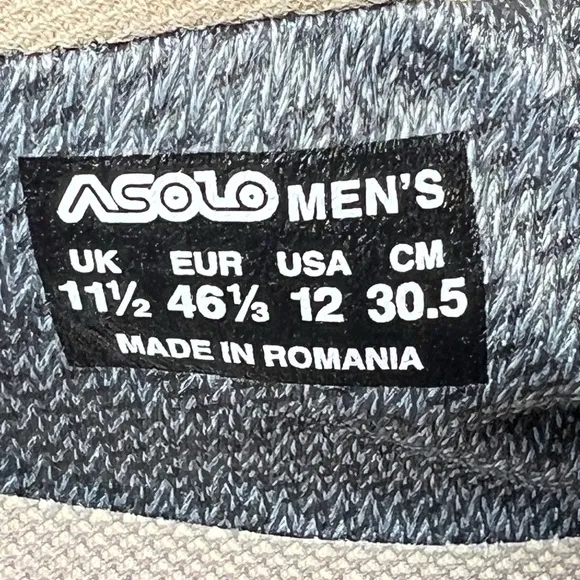 ASOLO MEN'S
UK EUR USA CM
11½ 46⅓ 12 30.5
MADE IN ROMANIA